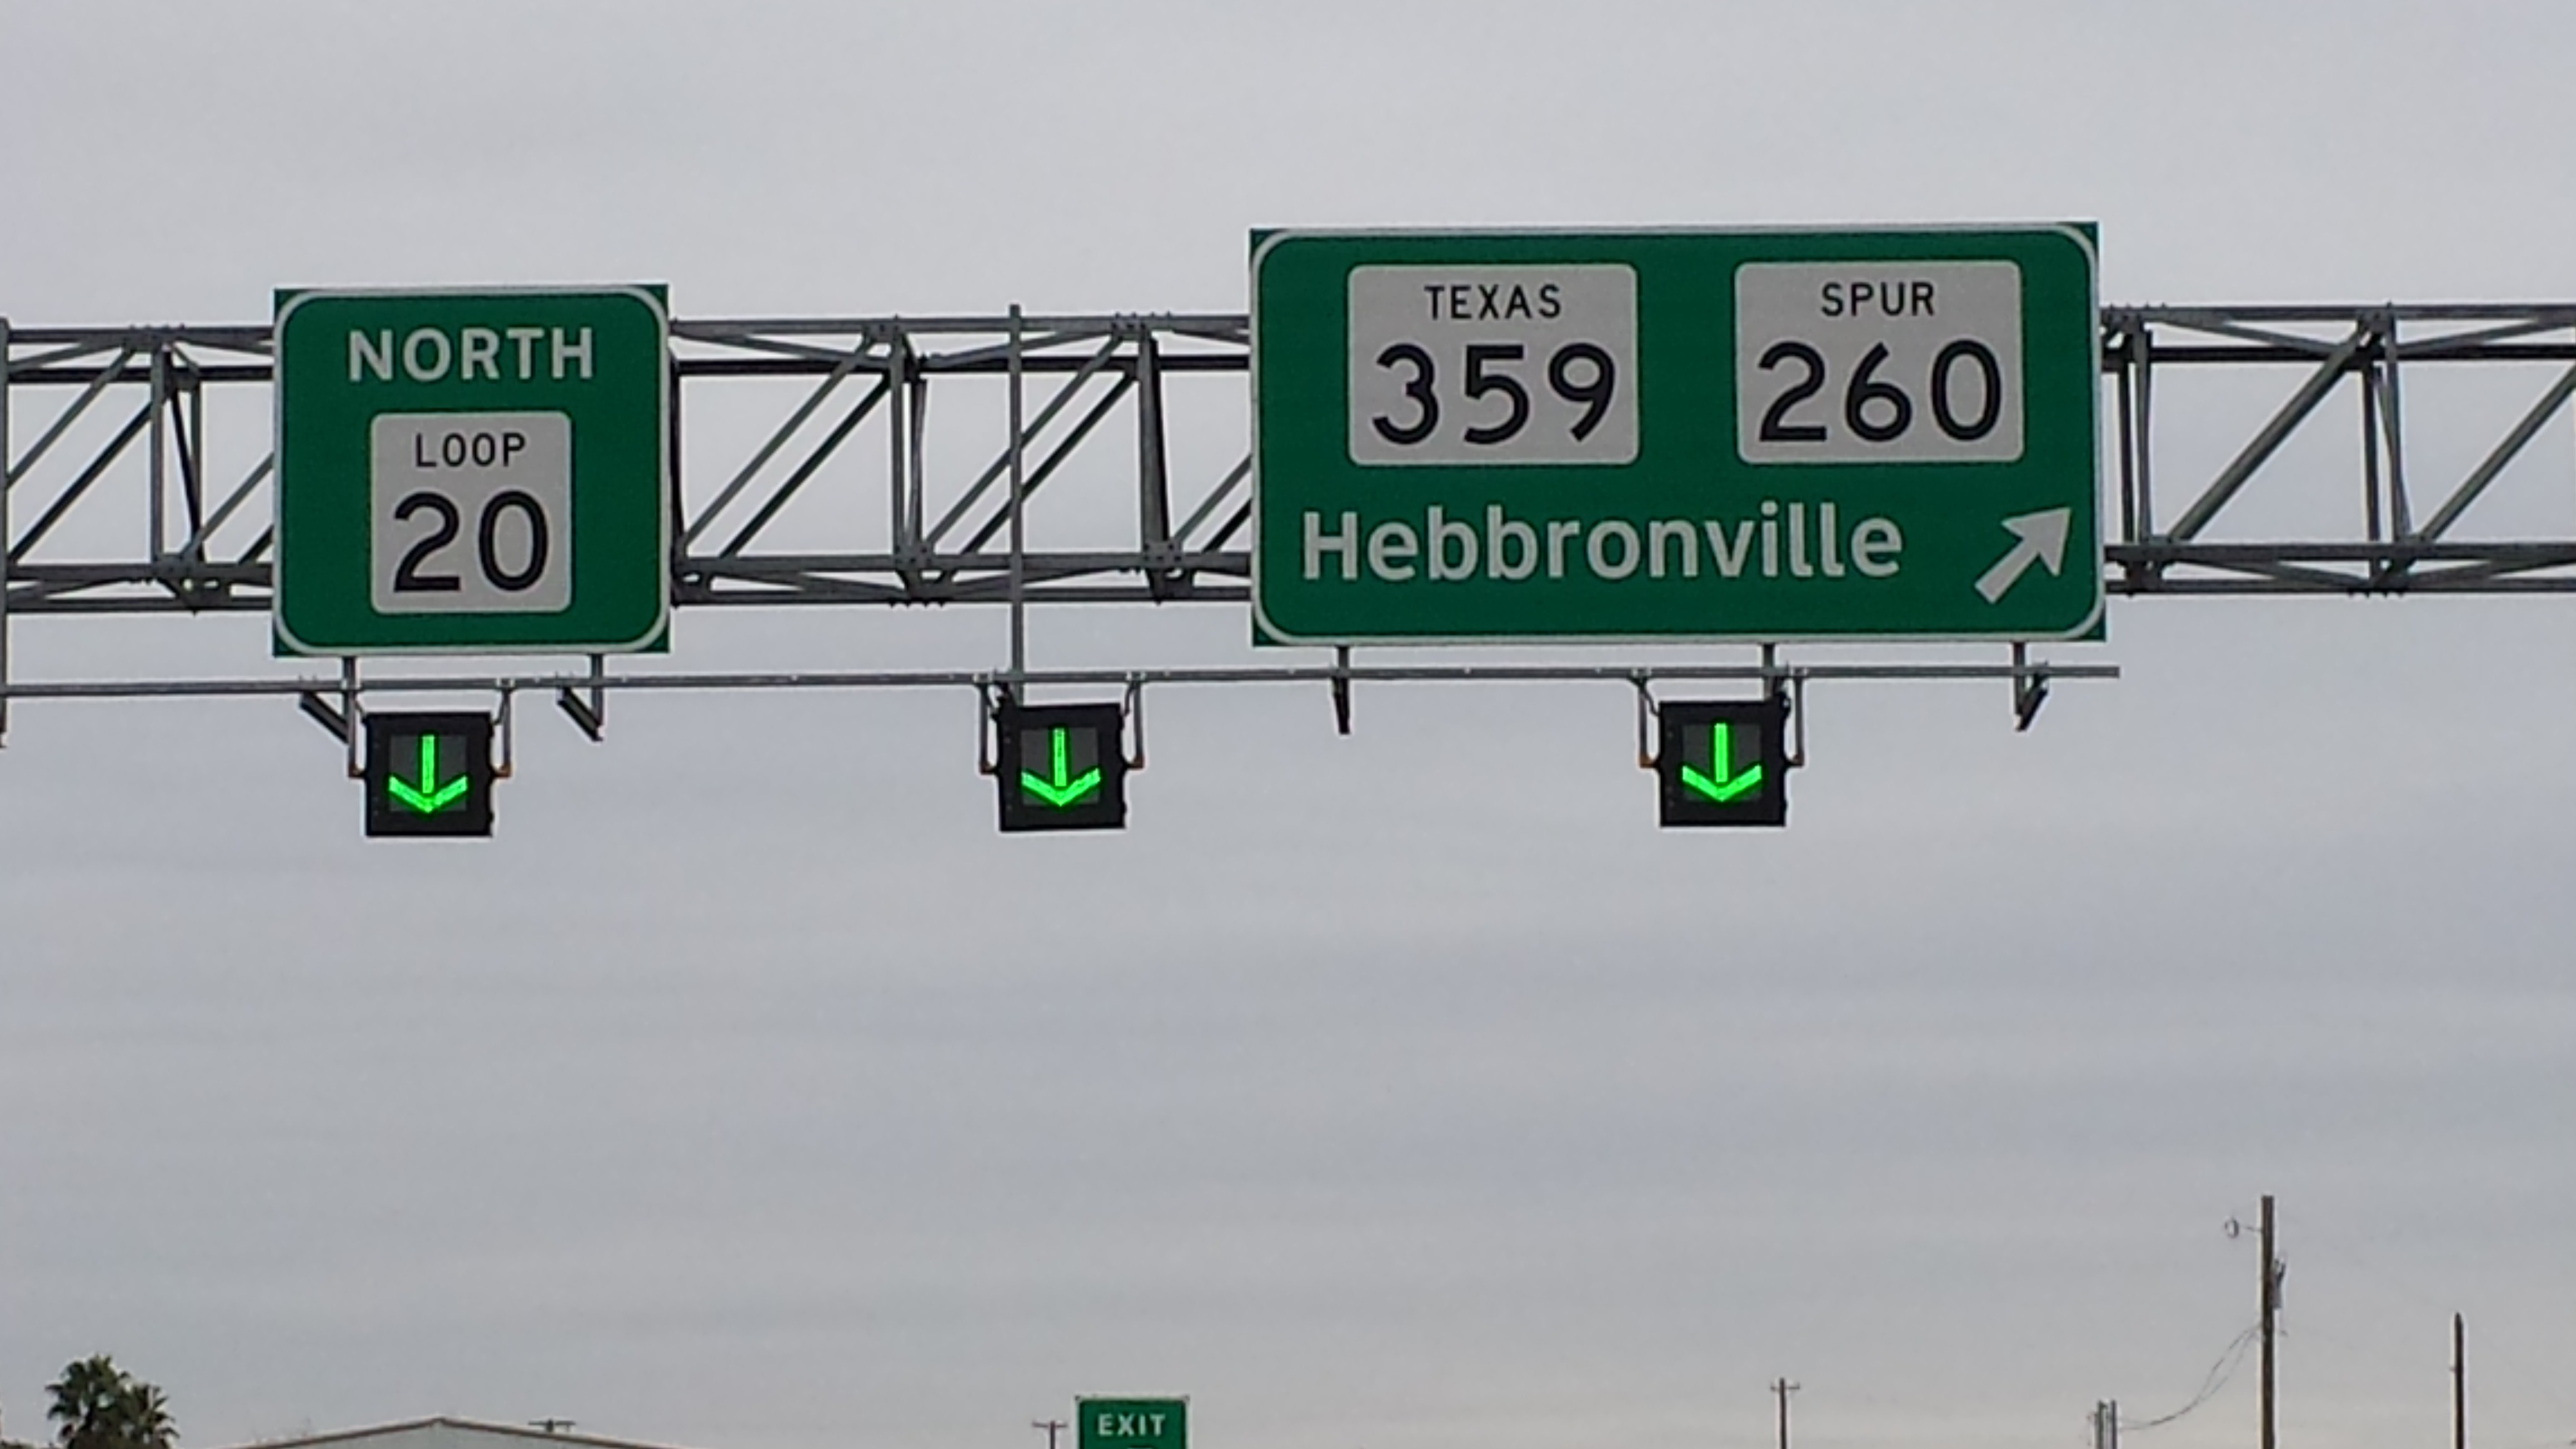 NORTH
LOOP
20
TEXAS
359
SPUR
260
Hebbronville
EXIT